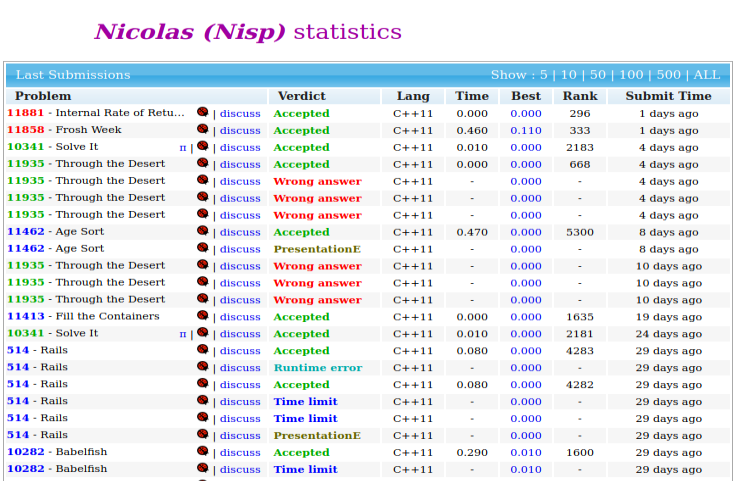 Nicolas (Nisp) statistics
Last Submissions Show : 5 | 10 | 50 | 100 | 500 | ALL
Problem Verdict Lang Time Best Rank Submit Time
11881 - Internal Rate of Retu... | discuss Accepted C++11 0.000 0.000 296 1 days ago
11858 - Frosh Week | discuss Accepted C++11 0.460 0.110 333 1 days ago
10341 - Solve It π | | discuss Accepted C++11 0.010 0.000 2183 4 days ago
11935 - Through the Desert | discuss Accepted C++11 0.000 0.000 668 4 days ago
11935 - Through the Desert | discuss Wrong answer C++11 - 0.000 - 4 days ago
11935 - Through the Desert | discuss Wrong answer C++11 - 0.000 - 4 days ago
11935 - Through the Desert | discuss Wrong answer C++11 - 0.000 - 4 days ago
11462 - Age Sort | discuss Accepted C++11 0.470 0.000 5300 8 days ago
11462 - Age Sort | discuss PresentationE C++11 - 0.000 - 8 days ago
11935 - Through the Desert | discuss Wrong answer C++11 - 0.000 - 10 days ago
11935 - Through the Desert | discuss Wrong answer C++11 - 0.000 - 10 days ago
11935 - Through the Desert | discuss Wrong answer C++11 - 0.000 - 10 days ago
11413 - Fill the Containers | discuss Accepted C++11 0.000 0.000 1635 19 days ago
10341 - Solve It π | | discuss Accepted C++11 0.010 0.000 2181 24 days ago
514 - Rails | discuss Accepted C++11 0.080 0.000 4283 29 days ago
514 - Rails | discuss Runtime error C++11 - 0.000 - 29 days ago
514 - Rails | discuss Accepted C++11 0.080 0.000 4282 29 days ago
514 - Rails | discuss Time limit C++11 - 0.000 - 29 days ago
514 - Rails | discuss Time limit C++11 - 0.000 - 29 days ago
514 - Rails | discuss PresentationE C++11 - 0.000 - 29 days ago
10282 - Babelfish | discuss Accepted C++11 0.290 0.010 1600 29 days ago
10282 - Babelfish | discuss Time limit C++11 - 0.010 - 29 days ago